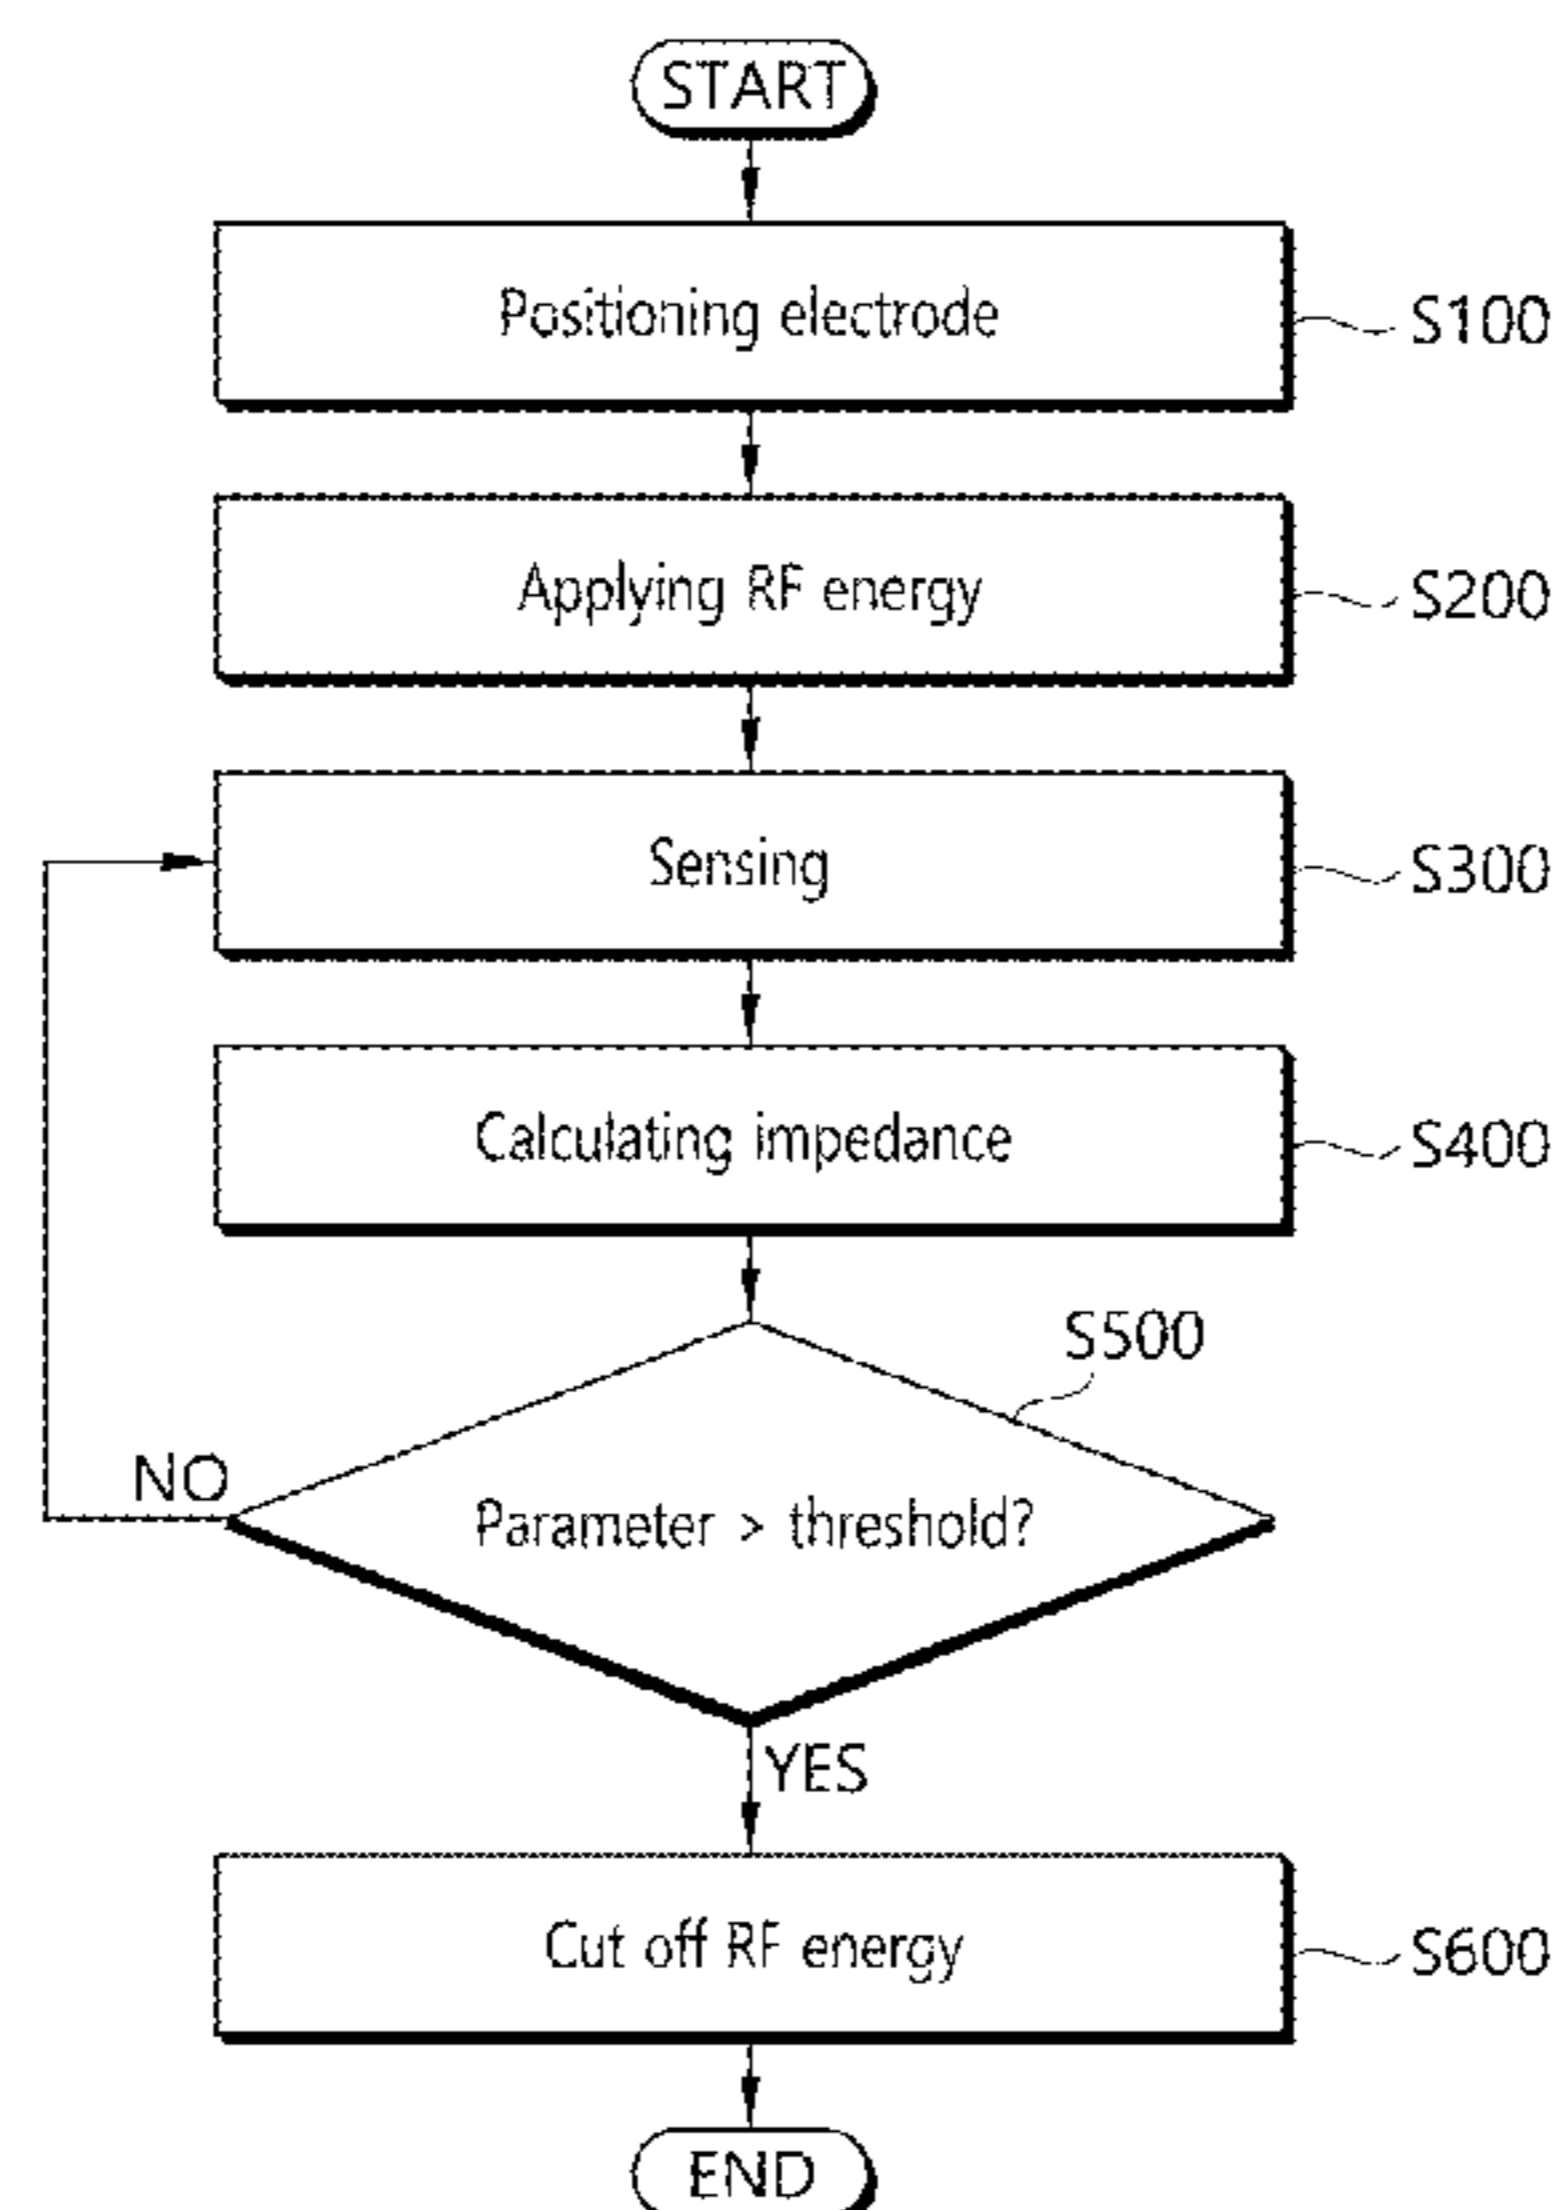 START
Positioning electrode
S100
Applying RF energy
S200
Sensing
S300
Calculating impedance
S400
S500
NO
Parameter > threshold?
YES
Cut off RF energy
S600
END